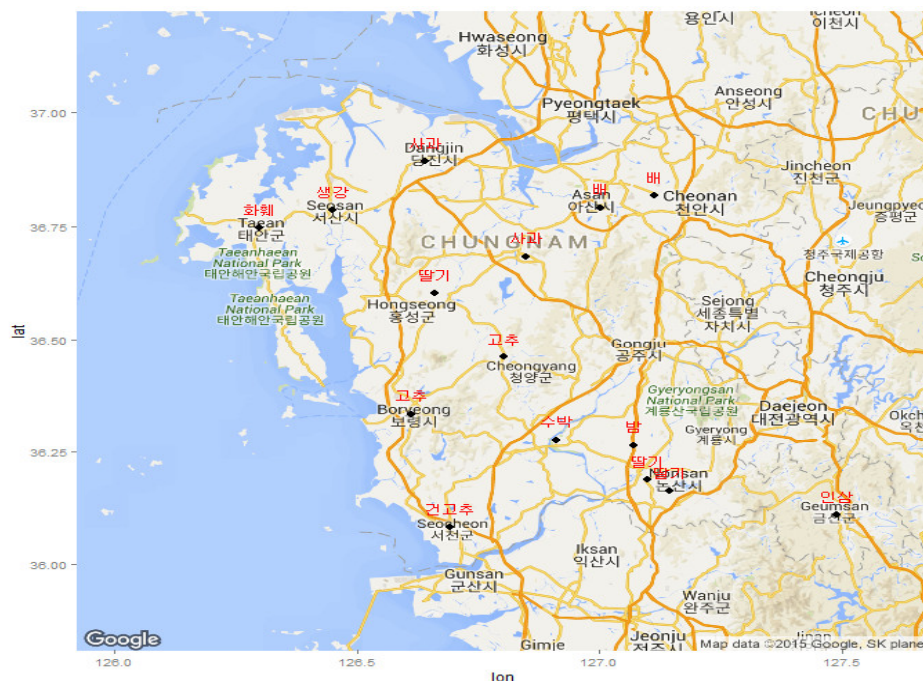 용인시
Icheon
이천시
Hwaseong
화성시
Anseong
안성시
Pyeongtaek
평택시
37.00
사과
Dangjin
당진시
Jincheon
진천군
배
배
Asan
아산시
Cheonan
천안시
생강
Seosan
서산시
화훼
Taean
태안군
Jeungpyeong
증평군
36.75
사과
CHUNGNAM
청주국제공항
Taeanhaean
National Park
태안해안국립공원
딸기
Cheongju
청주시
Taeanhaean
National Park
태안해안국립공원
Hongseong
홍성군
Sejong
세종특별
자치시
lat
36.50
고추
Gongju
공주시
Cheongyang
청양군
고추
Boryeong
보령시
Gyeryongsan
National Park
계룡산국립공원
Daejeon
대전광역시
Okch
옥천
수박
밤
Gyeryong
계룡시
36.25
딸기
딸기
Nonsan
논산시
인삼
Geumsan
금산군
건고추
Seocheon
서천군
36.00
Iksan
익산시
Gunsan
군산시
Wanju
완주군
Google
Gimje
Jeonju
전주시
Jinan
Map data ©2015 Google, SK plane
126.0
126.5
127.0
127.5
lon